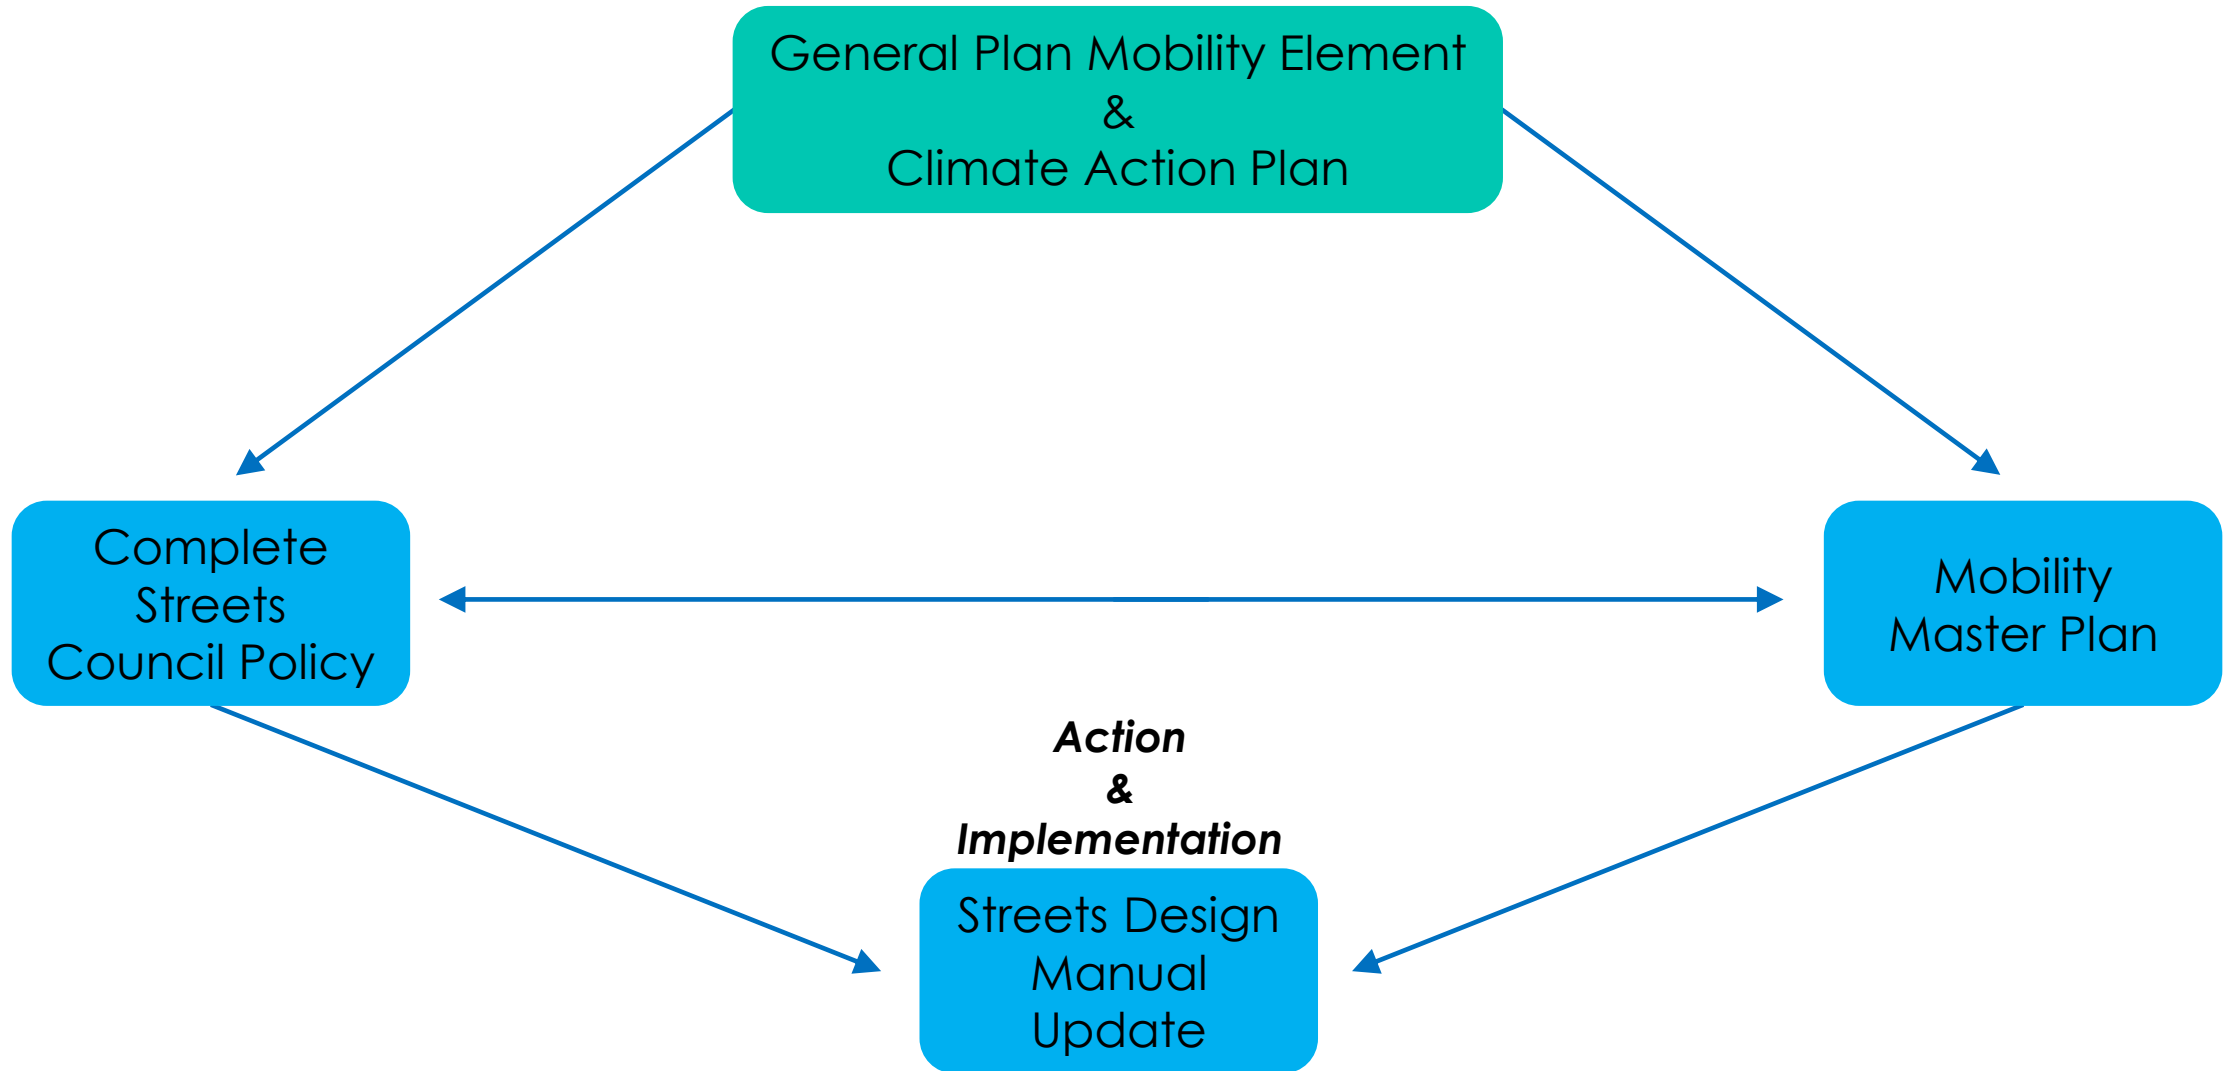 General Plan Mobility Element
&
Climate Action Plan
Complete
Streets
Council Policy
Mobility
Master Plan
Action
&
Implementation
Streets Design
Manual
Update